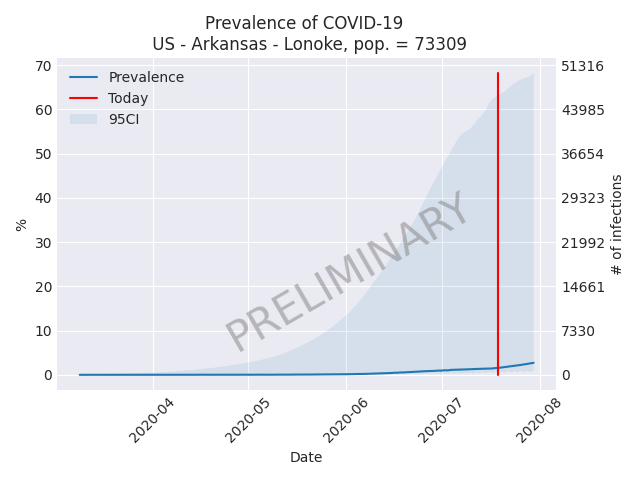 Prevalence of COVID-19
US - Arkansas - Lonoke, pop. = 73309
70
60
50
40
30
20
10
0
%
Prevalence
Today
95CI
PRELIMINARY
51316
43985
36654
29323
21992
14661
7330
0
# of infections
2020-04
2020-05
2020-06
2020-07
2020-08
Date